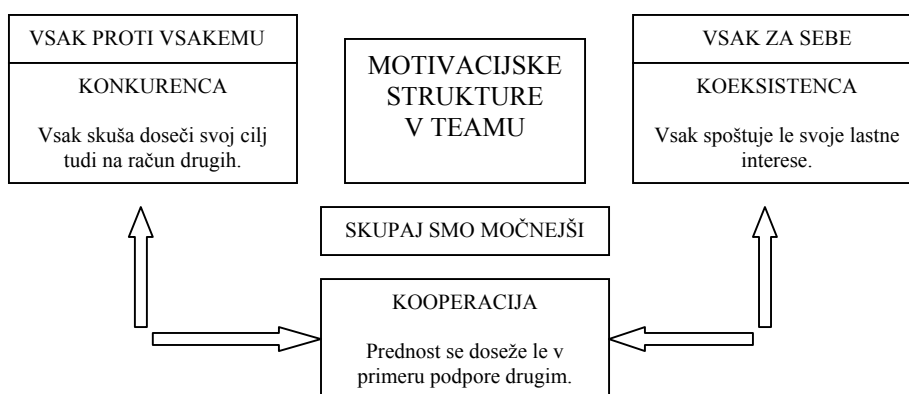 VSAK PROTI VSAKEMU
KONKURENCA
Vsak skuša doseči svoj cilj
tudi na račun drugih.
MOTIVACIJSKE
STRUKTURE
V TEAMU
VSAK ZA SEBE
KOEKSISTENCA
Vsak spoštuje le svoje lastne
interese.
SKUPAJ SMO MOČNEJŠI
KOOPERACIJA
Prednost se doseže le v
primeru podpore drugim.